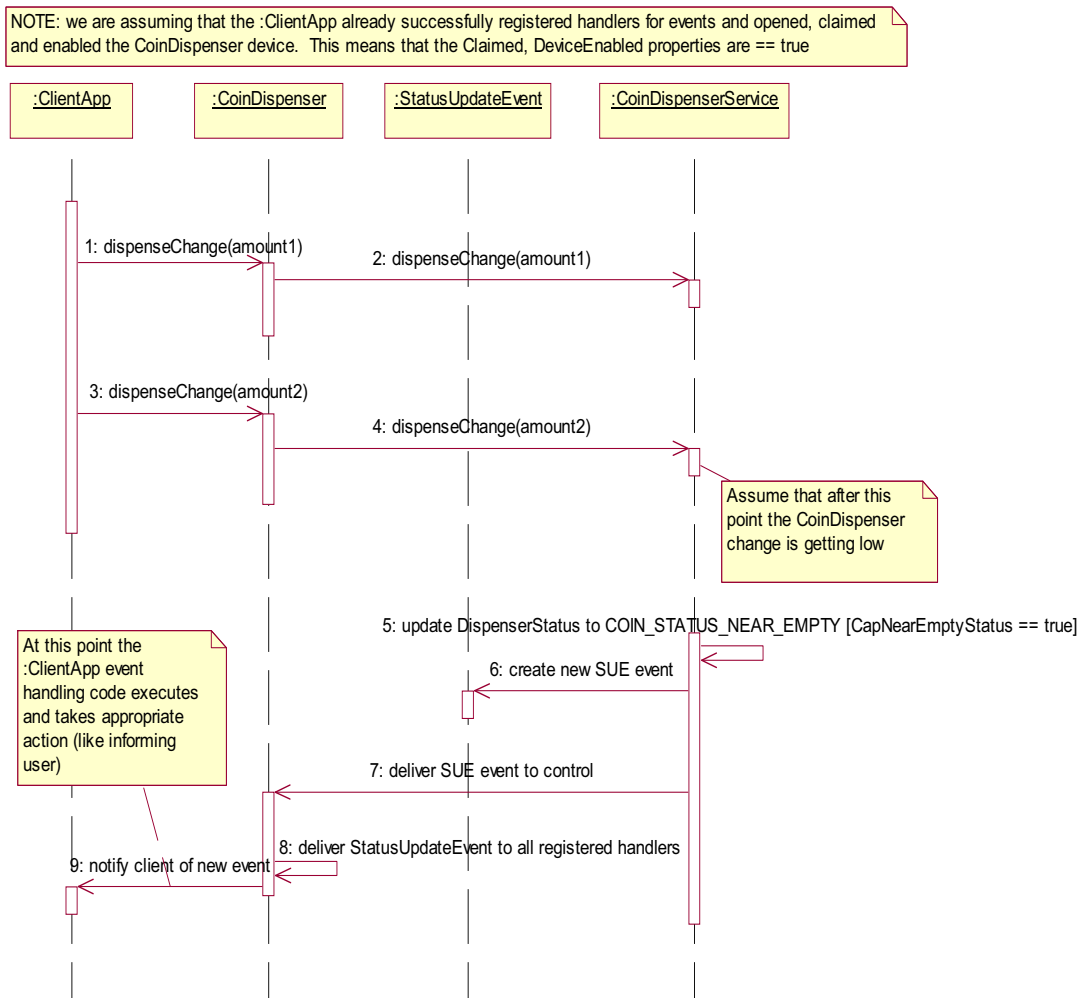 NOTE: we are assuming that the :ClientApp already successfully registered handlers for events and opened, claimed
and enabled the CoinDispenser device.  This means that the Claimed, DeviceEnabled properties are == true
:ClientApp
:CoinDispenser
:StatusUpdateEvent
:CoinDispenserService
1: dispenseChange(amount1)
2: dispenseChange(amount1)
3: dispenseChange(amount2)
4: dispenseChange(amount2)
Assume that after this
point the CoinDispenser
change is getting low
5: update DispenserStatus to COIN_STATUS_NEAR_EMPTY [CapNearEmptyStatus == true]
At this point the
:ClientApp event
handling code executes
and takes appropriate
action (like informing
user)
6: create new SUE event
7: deliver SUE event to control
8: deliver StatusUpdateEvent to all registered handlers
9: notify client of new event